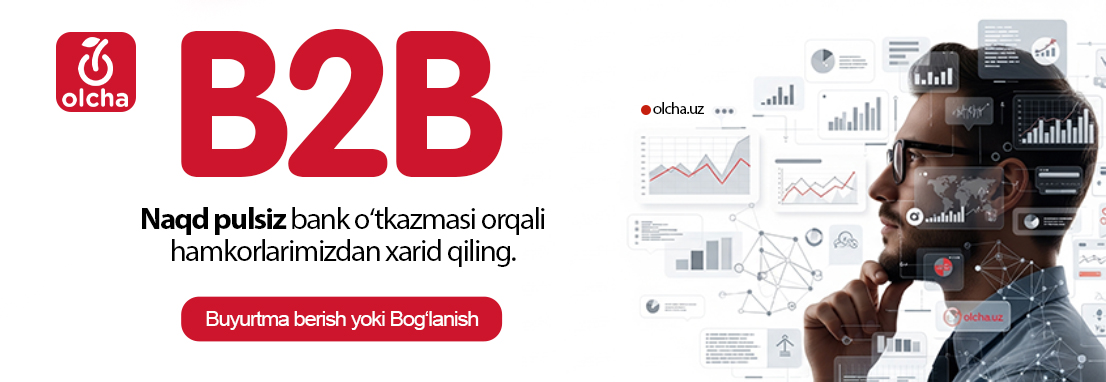 olcha
B2B
Naqd pulsiz bank o‘tkazmasi orqali
hamkorlarimizdan xarid qiling.
Buyurtma berish yoki Bog‘lanish
olcha.uz
olcha.uz